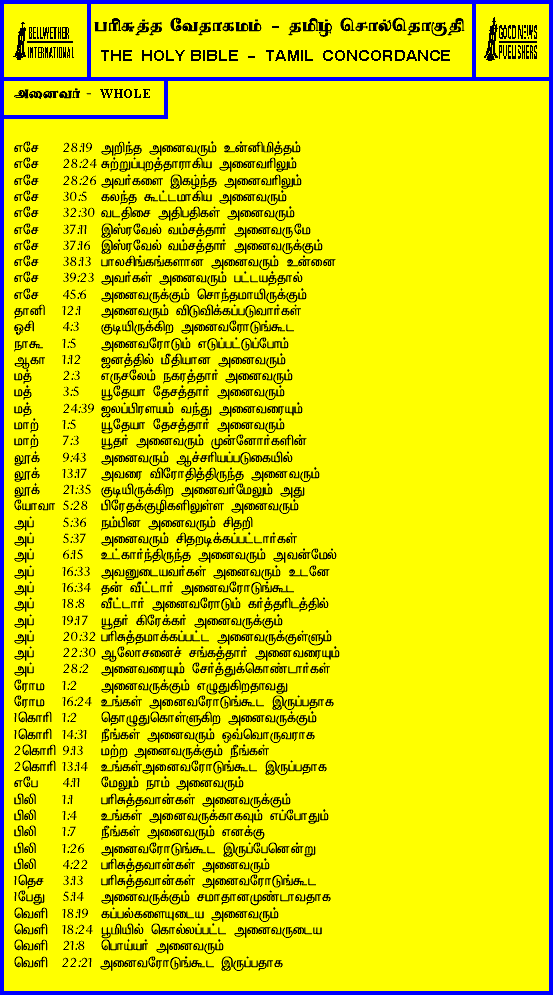 BELLWETHER
INTERNATIONAL
பரிசுத்த வேதாகமம் - தமிழ் சொல்தொகுதி
THE HOLY BIBLE - TAMIL CONCORDANCE
GOOD NEWS
PUBLISHERS
அனைவர் - WHOLE
எசே 28:19 அறிந்த அனைவரும் உன்னிமித்தம்
எசே 28:24 சுற்றுப்புறத்தாராகிய அனைவரிலும்
எசே 28:26 அவர்களை இகழ்ந்த அனைவரிலும்
எசே 30:5 கலந்த கூட்டமாகிய அனைவரும்
எசே 32:30 வடதிசை அதிபதிகள் அனைவரும்
எசே 37:11 இஸ்ரவேல் வம்சத்தார் அனைவருமே
எசே 37:16 இஸ்ரவேல் வம்சத்தார் அனைவருக்கும்
எசே 38:13 பாலசிங்கங்களான அனைவரும் உன்னை
எசே 39:23 அவர்கள் அனைவரும் பட்டயத்தால்
எசே 45:6 அனைவருக்கும் சொந்தமாயிருக்கும்
தானி 12:1 அனைவரும் விடுவிக்கப்படுவார்கள்
ஓசி 4:3 குடியிருக்கிற அனைவரோடுங்கூட
நாகூ 1:5 அனைவரோடும் எடுப்பட்டுப்போம்
ஆகா 1:12 ஜனத்தில் மீதியான அனைவரும்
மத் 2:3 எருசலேம் நகரத்தார் அனைவரும்
மத் 3:5 யூதேயா தேசத்தார் அனைவரும்
மத் 24:39 ஜலப்பிரளயம் வந்து அனைவரையும்
மாற் 1:5 யூதேயா தேசத்தார் அனைவரும்
மாற் 7:3 யூதர் அனைவரும் முன்னோர்களின்
லூக் 9:43 அனைவரும் ஆச்சரியப்படுகையில்
லூக் 13:17 அவரை விரோதித்திருந்த அனைவரும்
லூக் 21:35 குடியிருக்கிற அனைவர்மேலும் அது
யோவா 5:28 பிரேதக்குழிகளிலுள்ள அனைவரும்
அப் 5:36 நம்பின அனைவரும் சிதறி
அப் 5:37 அனைவரும் சிதறடிக்கப்பட்டார்கள்
அப் 6:15 உட்கார்ந்திருந்த அனைவரும் அவன்மேல்
அப் 16:33 அவனுடையவர்கள் அனைவரும் உடனே
அப் 16:34 தன் வீட்டார் அனைவரோடுங்கூட
அப் 18:8 வீட்டார் அனைவரோடும் கர்த்தரிடத்தில்
அப் 19:17 யூதர் கிரேக்கர் அனைவருக்கும்
அப் 20:32 பரிசுத்தமாக்கப்பட்ட அனைவருக்குள்ளும்
அப் 22:30 ஆலோசனைச் சங்கத்தார் அனைவரையும்
அப் 28:2 அனைவரையும் சேர்த்துக்கொண்டார்கள்
ரோம 1:2 அனைவருக்கும் எழுதுகிறதாவது
ரோம 16:24 உங்கள் அனைவரோடுங்கூட இருப்பதாக
1கொரி 1:2 தொழுதுகொள்ளுகிற அனைவருக்கும்
1கொரி 14:31 நீங்கள் அனைவரும் ஒவ்வொருவராக
2கொரி 9:13 மற்ற அனைவருக்கும் நீங்கள்
2கொரி 13:14 உங்கள்அனைவரோடுங்கூட இருப்பதாக
எபே 4:11 மேலும் நாம் அனைவரும்
பிலி 1:1 பரிசுத்தவான்கள் அனைவருக்கும்
பிலி 1:4 உங்கள் அனைவருக்காகவும் எப்போதும்
பிலி 1:7 நீங்கள் அனைவரும் எனக்கு
பிலி 1:26 அனைவரோடுங்கூட இருப்பேனென்று
பிலி 4:22 பரிசுத்தவான்கள் அனைவரும்
1தெச 3:13 பரிசுத்தவான்கள் அனைவரோடுங்கூட
1பேது 5:14 அனைவருக்கும் சமாதானமுண்டாவதாக
வெளி 18:19 கப்பல்களையுடைய அனைவரும்
வெளி 18:24 பூமியில் கொல்லப்பட்ட அனைவருடைய
வெளி 21:8 பொய்யர் அனைவரும்
வெளி 22:21 அனைவரோடுங்கூட இருப்பதாக